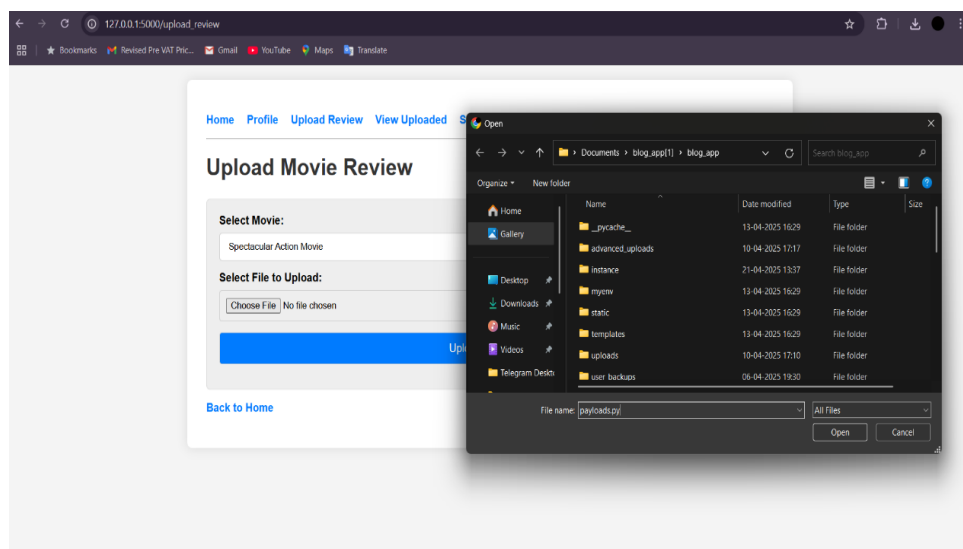 127.0.0.1:5000/upload_review
Bookmarks Revised Pre VAT Pric... Gmail YouTube Maps Translate
Home Profile Upload Review View Uploaded S
Upload Movie Review
Select Movie:
Spectacular Action Movie
Select File to Upload:
Choose File No file chosen
Upl
Back to Home
Open
Documents > blog_app[1] > blog_app
Search blog_app
Organize New folder
Home
Gallery
Desktop
Downloads
Music
Videos
Telegram Deskt
Name Date modified Type Size
__pycache__ 13-04-2025 16:29 File folder
advanced_uploads 10-04-2025 17:17 File folder
instance 21-04-2025 13:37 File folder
myenv 13-04-2025 16:29 File folder
static 13-04-2025 16:29 File folder
templates 13-04-2025 16:29 File folder
uploads 10-04-2025 17:10 File folder
user backups 06-04-2025 19:30 File folder
File name: payloads.py All Files
Open Cancel